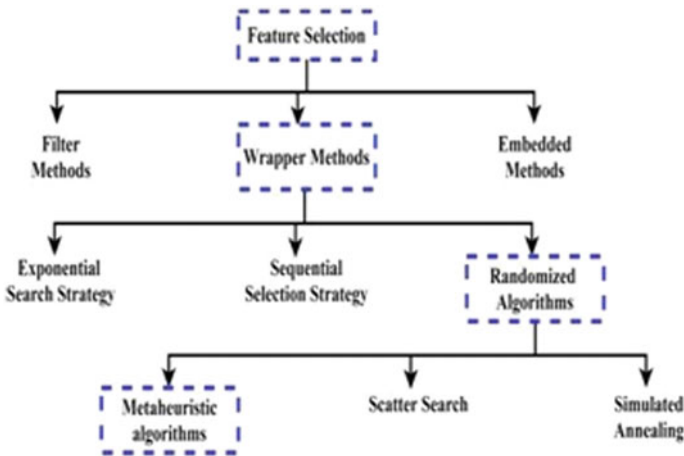 Feature Selection
Filter
Methods
Wrapper Methods
Embedded
Methods
Exponential
Search Strategy
Sequential
Selection Strategy
Randomized
Algorithms
Metaheuristic
algorithms
Scatter Search
Simulated
Annealing